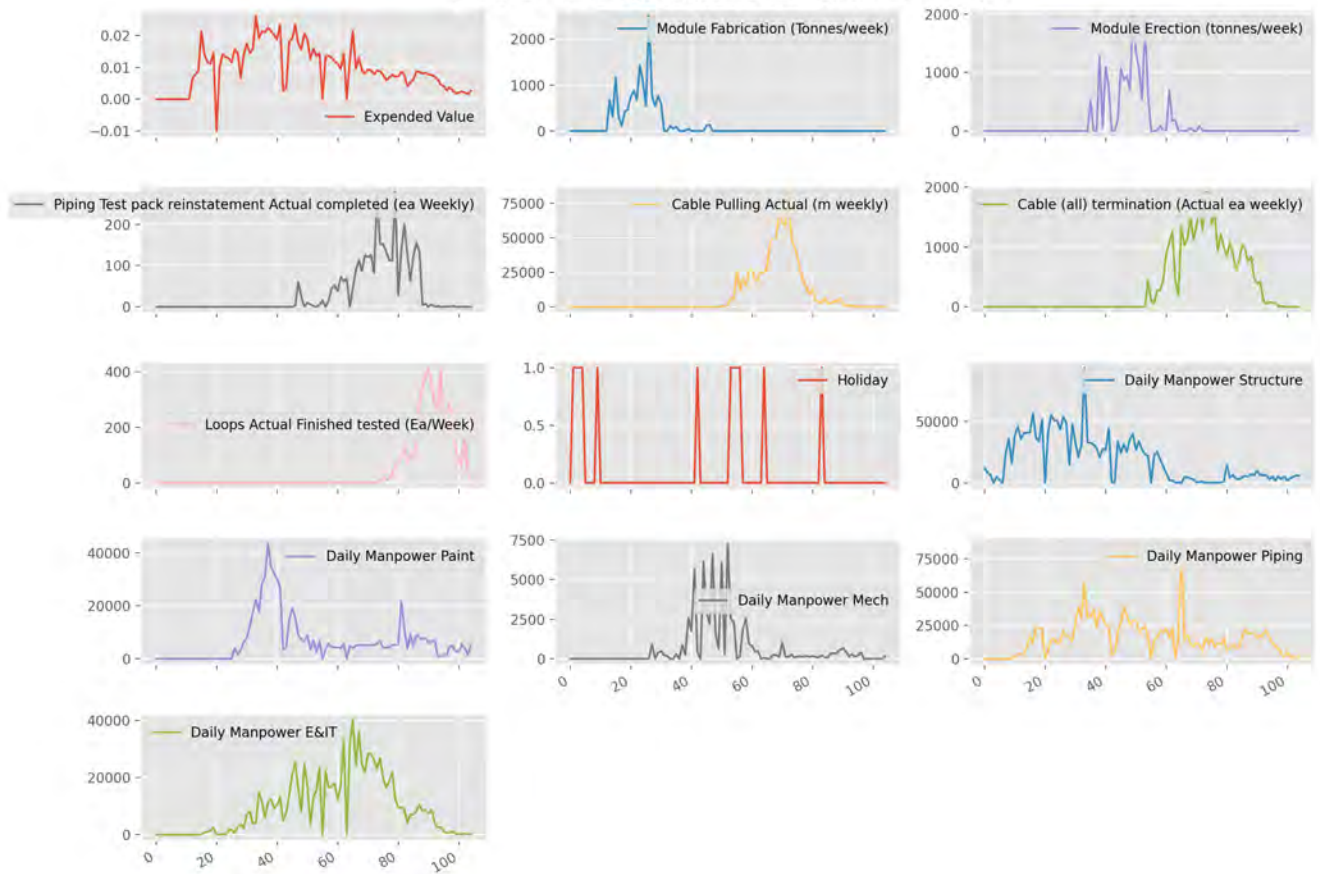 0.02
0.01
0.00
−0.01
Expended Value
2000
1000
0
Module Fabrication (Tonnes/week)
2000
1000
0
Module Erection (tonnes/week)
200
100
0
Piping Test pack reinstatement Actual completed (ea Weekly)
75000
50000
25000
0
Cable Pulling Actual (m weekly)
2000
1000
0
Cable (all) termination (Actual ea weekly)
400
200
0
Loops Actual Finished tested (Ea/Week)
1.0
0.5
0.0
Holiday
50000
0
Daily Manpower Structure
40000
20000
0
Daily Manpower Paint
7500
5000
2500
0
Daily Manpower Mech
0 20 40 60 80 100
75000
50000
25000
0
Daily Manpower Piping
0 20 40 60 80 100
40000
20000
0
Daily Manpower E&IT
0 20 40 60 80 100